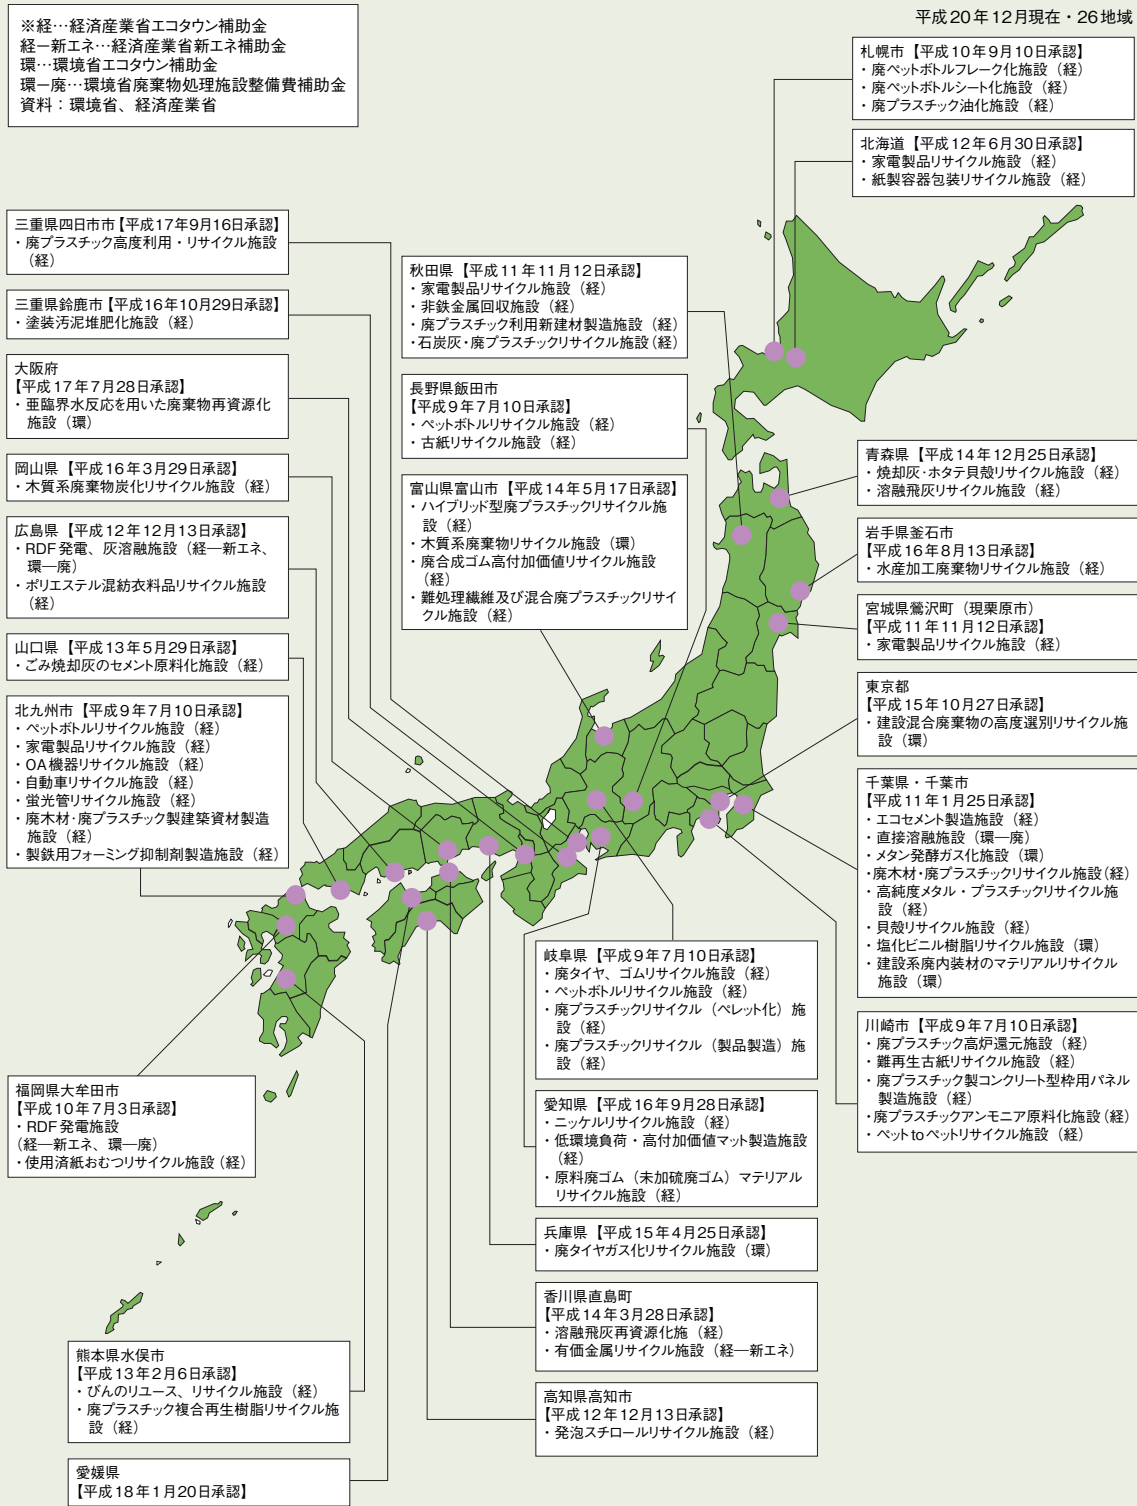 ※経…経済産業省エコタウン補助金
経ー新エネ…経済産業省新エネ補助金
環…環境省エコタウン補助金
環ー廃…環境省廃棄物処理施設整備費補助金
資料：環境省、経済産業省
平成20年12月現在・26地域
札幌市【平成10年9月10日承認】
・廃ペットボトルフレーク化施設（経）
・廃ペットボトルシート化施設（経）
・廃プラスチック油化施設（経）
北海道【平成12年6月30日承認】
・家電製品リサイクル施設（経）
・紙製容器包装リサイクル施設（経）
三重県四日市市【平成17年9月16日承認】
・廃プラスチック高度利用・リサイクル施設
（経）
三重県鈴鹿市【平成16年10月29日承認】
・塗装汚泥堆肥化施設（経）
大阪府
【平成17年7月28日承認】
・亜臨界水反応を用いた廃棄物再資源化
施設（環）
岡山県【平成16年3月29日承認】
・木質系廃棄物炭化リサイクル施設（経）
広島県【平成12年12月13日承認】
・RDF発電、灰溶融施設（経―新エネ、
環―廃）
・ポリエステル混紡衣料品リサイクル施設
（経）
山口県【平成13年5月29日承認】
・ごみ焼却灰のセメント原料化施設（経）
北九州市【平成9年7月10日承認】
・ペットボトルリサイクル施設（経）
・家電製品リサイクル施設（経）
・OA機器リサイクル施設（経）
・自動車リサイクル施設（経）
・蛍光管リサイクル施設（経）
・廃木材・廃プラスチック製建築資材製造
施設（経）
・製鉄用フォーミング抑制剤製造施設（経）
秋田県【平成11年11月12日承認】
・家電製品リサイクル施設（経）
・非鉄金属回収施設（経）
・廃プラスチック利用新建材製造施設（経）
・石炭灰・廃プラスチックリサイクル施設（経）
長野県飯田市
【平成9年7月10日承認】
・ペットボトルリサイクル施設（経）
・古紙リサイクル施設（経）
富山県富山市【平成14年5月17日承認】
・ハイブリッド型廃プラスチックリサイクル施
設（経）
・木質系廃棄物リサイクル施設（環）
・廃合成ゴム高付加価値リサイクル施設
（経）
・難処理繊維及び混合廃プラスチックリサイ
クル施設（経）
青森県【平成14年12月25日承認】
・焼却灰・ホタテ貝殻リサイクル施設（経）
・溶融飛灰リサイクル施設（経）
岩手県釜石市
【平成16年8月13日承認】
・水産加工廃棄物リサイクル施設（経）
宮城県鶯沢町（現栗原市）
【平成11年11月12日承認】
・家電製品リサイクル施設（経）
東京都
【平成15年10月27日承認】
・建設混合廃棄物の高度選別リサイクル施
設（環）
千葉県・千葉市
【平成11年1月25日承認】
・エコセメント製造施設（経）
・直接溶融施設（環―廃）
・メタン発酵ガス化施設（環）
・廃木材・廃プラスチックリサイクル施設（経）
・高純度メタル・プラスチックリサイクル施
設（経）
・貝殻リサイクル施設（経）
・塩化ビニル樹脂リサイクル施設（環）
・建設系廃内装材のマテリアルリサイクル
施設（環）
川崎市【平成9年7月10日承認】
・廃プラスチック高炉還元施設（経）
・難再生古紙リサイクル施設（経）
・廃プラスチック製コンクリート型枠用パネル
製造施設（経）
・廃プラスチックアンモニア原料化施設（経）
・ペットtoペットリサイクル施設（経）
岐阜県【平成9年7月10日承認】
・廃タイヤ、ゴムリサイクル施設（経）
・ペットボトルリサイクル施設（経）
・廃プラスチックリサイクル（ペレット化）施
設（経）
・廃プラスチックリサイクル（製品製造）施
設（経）
愛知県【平成16年9月28日承認】
・ニッケルリサイクル施設（経）
・低環境負荷・高付加価値マット製造施設
（経）
・原料廃ゴム（未加硫廃ゴム）マテリアル
リサイクル施設（経）
兵庫県【平成15年4月25日承認】
・廃タイヤガス化リサイクル施設（環）
香川県直島町
【平成14年3月28日承認】
・溶融飛灰再資源化施（経）
・有価金属リサイクル施設（経―新エネ）
高知県高知市
【平成12年12月13日承認】
・発泡スチロールリサイクル施設（経）
福岡県大牟田市
【平成10年7月3日承認】
・RDF発電施設
（経―新エネ、環―廃）
・使用済紙おむつリサイクル施設（経）
熊本県水俣市
【平成13年2月6日承認】
・びんのリユース、リサイクル施設（経）
・廃プラスチック複合再生樹脂リサイクル施
設（経）
愛媛県
【平成18年1月20日承認】